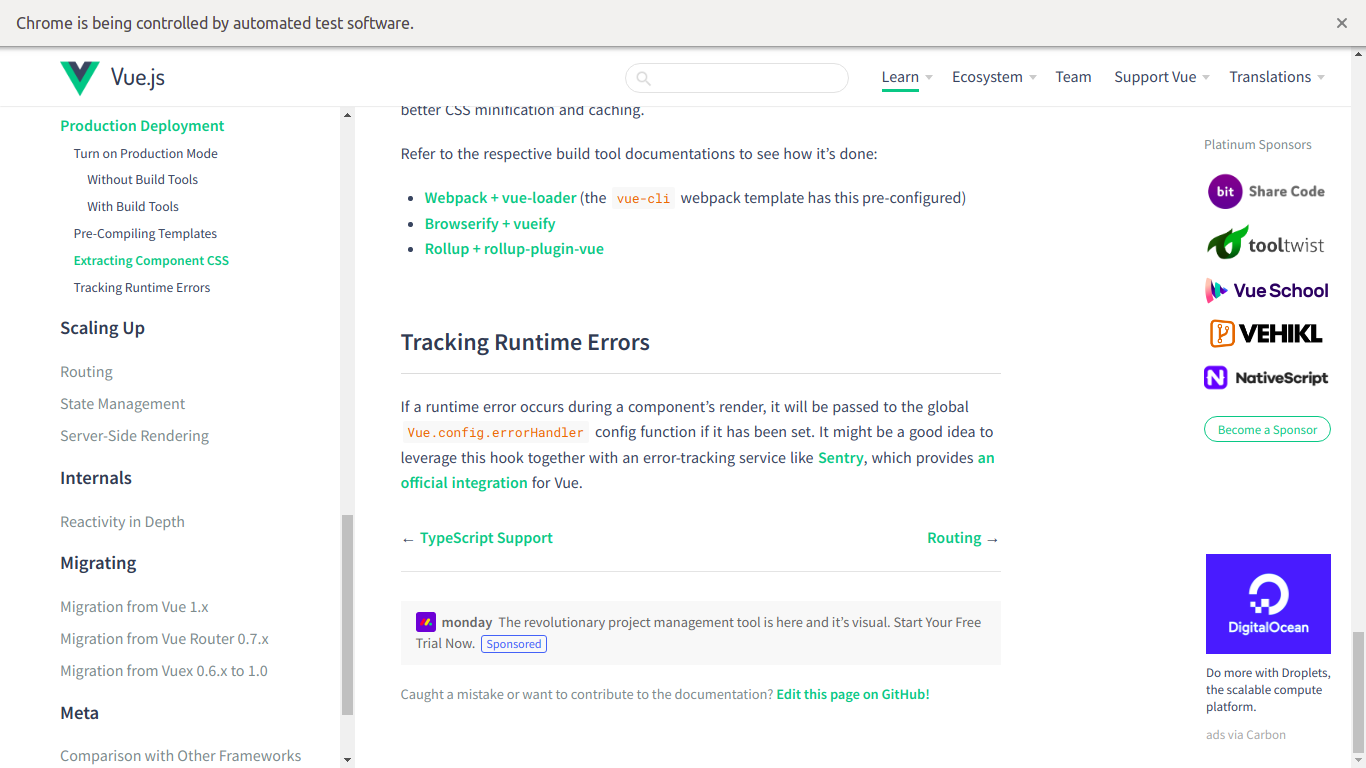 Chrome is being controlled by automated test software.
Vue.js
Learn
Ecosystem
Team
Support Vue
Translations
Production Deployment
Turn on Production Mode
Without Build Tools
With Build Tools
Pre-Compiling Templates
Extracting Component CSS
Tracking Runtime Errors
Scaling Up
Routing
State Management
Server-Side Rendering
Internals
Reactivity in Depth
Migrating
Migration from Vue 1.x
Migration from Vue Router 0.7.x
Migration from Vuex 0.6.x to 1.0
Meta
Comparison with Other Frameworks
better CSS minification and caching.
Refer to the respective build tool documentations to see how it’s done:
• Webpack + vue-loader (the vue-cli webpack template has this pre-configured)
• Browserify + vueify
• Rollup + rollup-plugin-vue
Tracking Runtime Errors
If a runtime error occurs during a component’s render, it will be passed to the global
Vue.config.errorHandler config function if it has been set. It might be a good idea to
leverage this hook together with an error-tracking service like Sentry, which provides an
official integration for Vue.
← TypeScript Support
Routing →
monday The revolutionary project management tool is here and it’s visual. Start Your Free
Trial Now. Sponsored
Caught a mistake or want to contribute to the documentation? Edit this page on GitHub!
Platinum Sponsors
bit Share Code
tooltwist
Vue School
VEHIKL
NativeScript
Become a Sponsor
DigitalOcean
Do more with Droplets,
the scalable compute
platform.
ads via Carbon